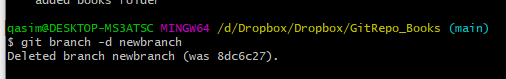 added books folder
qasim@DESKTOP-MS3ATSC MINGW64 /d/Dropbox/Dropbox/GitRepo_Books (main)
$ git branch -d newbranch
Deleted branch newbranch (was 8dc6c27).